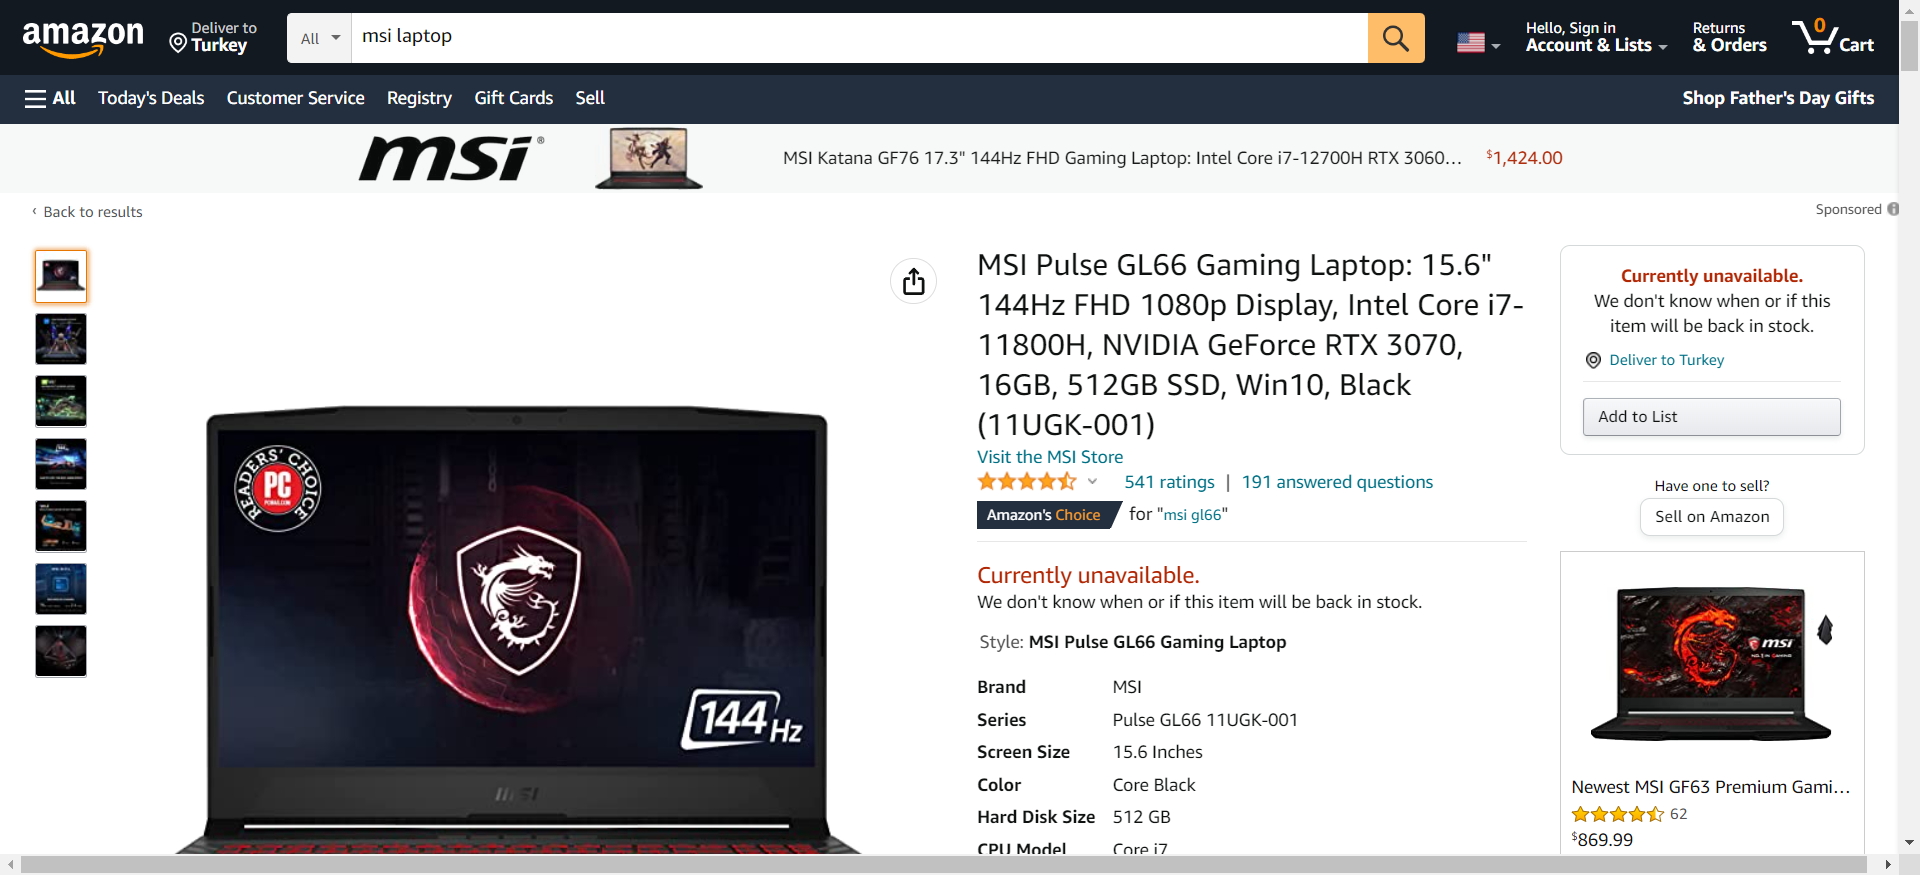 amazon
Deliver to
Turkey
All
msi laptop
Hello, Sign in
Account & Lists
Returns
& Orders
0
Cart
All
Today's Deals
Customer Service
Registry
Gift Cards
Sell
Shop Father's Day Gifts
msi®
MSI Katana GF76 17.3" 144Hz FHD Gaming Laptop: Intel Core i7-12700H RTX 3060…
$1,424.00
‹ Back to results
Sponsored
MSI Pulse GL66 Gaming Laptop: 15.6"
144Hz FHD 1080p Display, Intel Core i7-
11800H, NVIDIA GeForce RTX 3070,
16GB, 512GB SSD, Win10, Black
(11UGK-001)
Visit the MSI Store
541 ratings | 191 answered questions
Amazon's Choice for "msi gl66"
Currently unavailable.
We don't know when or if this item will be back in stock.
Style: MSI Pulse GL66 Gaming Laptop
Brand MSI
Series Pulse GL66 11UGK-001
Screen Size 15.6 Inches
Color Core Black
Hard Disk Size 512 GB
CPU Model Core i7
READERS' CHOICE
PC
PCMAG.COM
144Hz
msi
Currently unavailable.
We don't know when or if this
item will be back in stock.
Deliver to Turkey
Add to List
Have one to sell?
Sell on Amazon
msi
Newest MSI GF63 Premium Gami…
62
$869.99